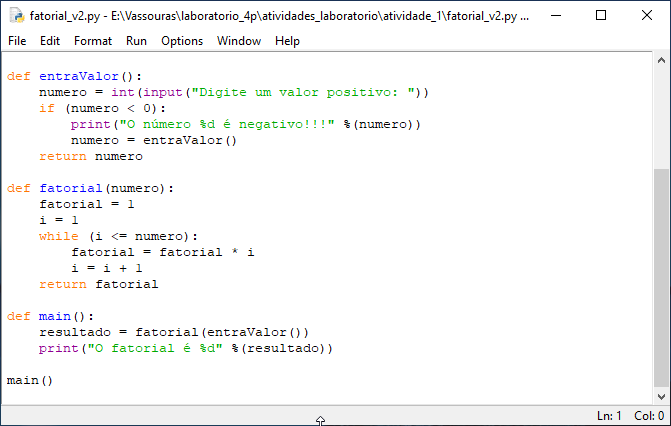 fatorial_v2.py - E:\Vassouras\laboratorio_4p\atividades_laboratorio\atividade_1\fatorial_v2.py ...
File Edit Format Run Options Window Help
def entraValor():
    numero = int(input("Digite um valor positivo: "))
    if (numero < 0):
        print("O número %d é negativo!!!" %(numero))
        numero = entraValor()
    return numero
def fatorial(numero):
    fatorial = 1
    i = 1
    while (i <= numero):
        fatorial = fatorial * i
        i = i + 1
    return fatorial
def main():
    resultado = fatorial(entraValor())
    print("O fatorial é %d" %(resultado))
main()
Ln: 1 Col: 0